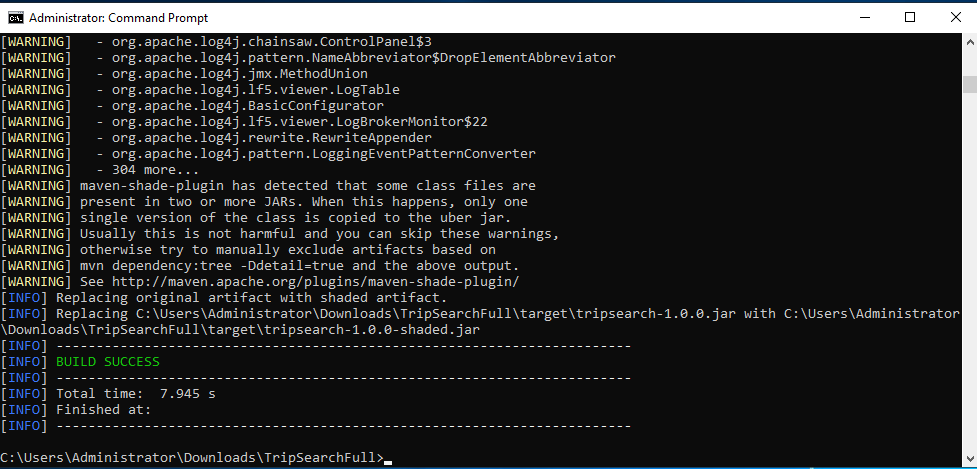 Administrator: Command Prompt
[WARNING]   - org.apache.log4j.chainsaw.ControlPanel$3
[WARNING]   - org.apache.log4j.pattern.NameAbbreviator$DropElementAbbreviator
[WARNING]   - org.apache.log4j.jmx.MethodUnion
[WARNING]   - org.apache.log4j.lf5.viewer.LogTable
[WARNING]   - org.apache.log4j.BasicConfigurator
[WARNING]   - org.apache.log4j.lf5.viewer.LogBrokerMonitor$22
[WARNING]   - org.apache.log4j.rewrite.RewriteAppender
[WARNING]   - org.apache.log4j.pattern.LoggingEventPatternConverter
[WARNING]   - 304 more...
[WARNING] maven-shade-plugin has detected that some class files are
[WARNING] present in two or more JARs. When this happens, only one
[WARNING] single version of the class is copied to the uber jar.
[WARNING] Usually this is not harmful and you can skip these warnings,
[WARNING] otherwise try to manually exclude artifacts based on
[WARNING] mvn dependency:tree -Ddetail=true and the above output.
[WARNING] See http://maven.apache.org/plugins/maven-shade-plugin/
[INFO] Replacing original artifact with shaded artifact.
[INFO] Replacing C:\Users\Administrator\Downloads\TripSearchFull\target\tripsearch-1.0.0.jar with C:\Users\Administrator
\Downloads\TripSearchFull\target\tripsearch-1.0.0-shaded.jar
[INFO] ------------------------------------------------------------------------
[INFO] BUILD SUCCESS
[INFO] ------------------------------------------------------------------------
[INFO] Total time:  7.945 s
[INFO] Finished at:
[INFO] ------------------------------------------------------------------------
C:\Users\Administrator\Downloads\TripSearchFull>